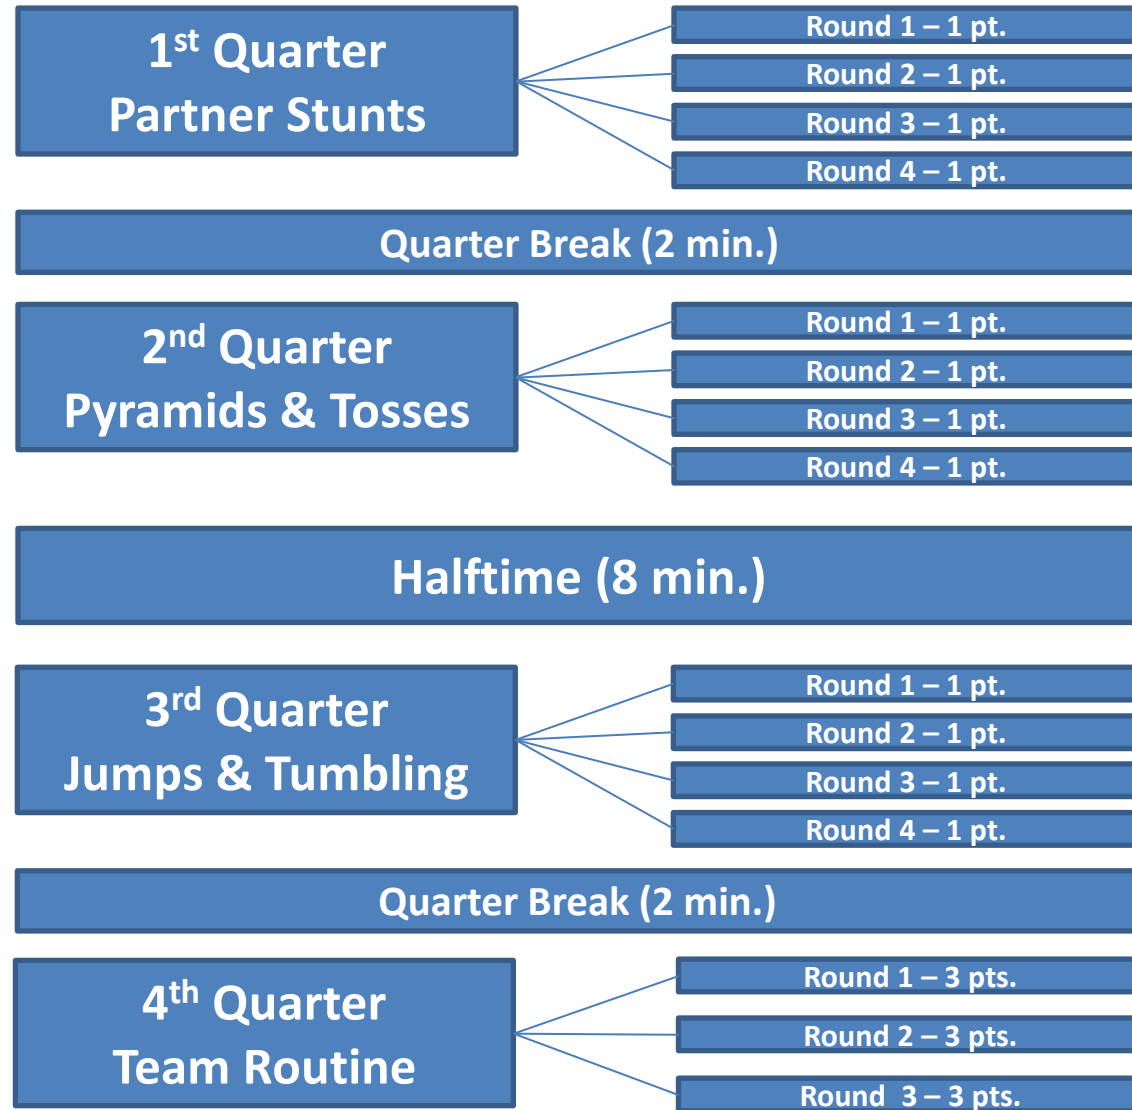 1st Quarter
Partner Stunts
Round 1 – 1 pt.
Round 2 – 1 pt.
Round 3 – 1 pt.
Round 4 – 1 pt.
Quarter Break (2 min.)
2nd Quarter
Pyramids & Tosses
Round 1 – 1 pt.
Round 2 – 1 pt.
Round 3 – 1 pt.
Round 4 – 1 pt.
Halftime (8 min.)
3rd Quarter
Jumps & Tumbling
Round 1 – 1 pt.
Round 2 – 1 pt.
Round 3 – 1 pt.
Round 4 – 1 pt.
Quarter Break (2 min.)
4th Quarter
Team Routine
Round 1 – 3 pts.
Round 2 – 3 pts.
Round  3 – 3 pts.